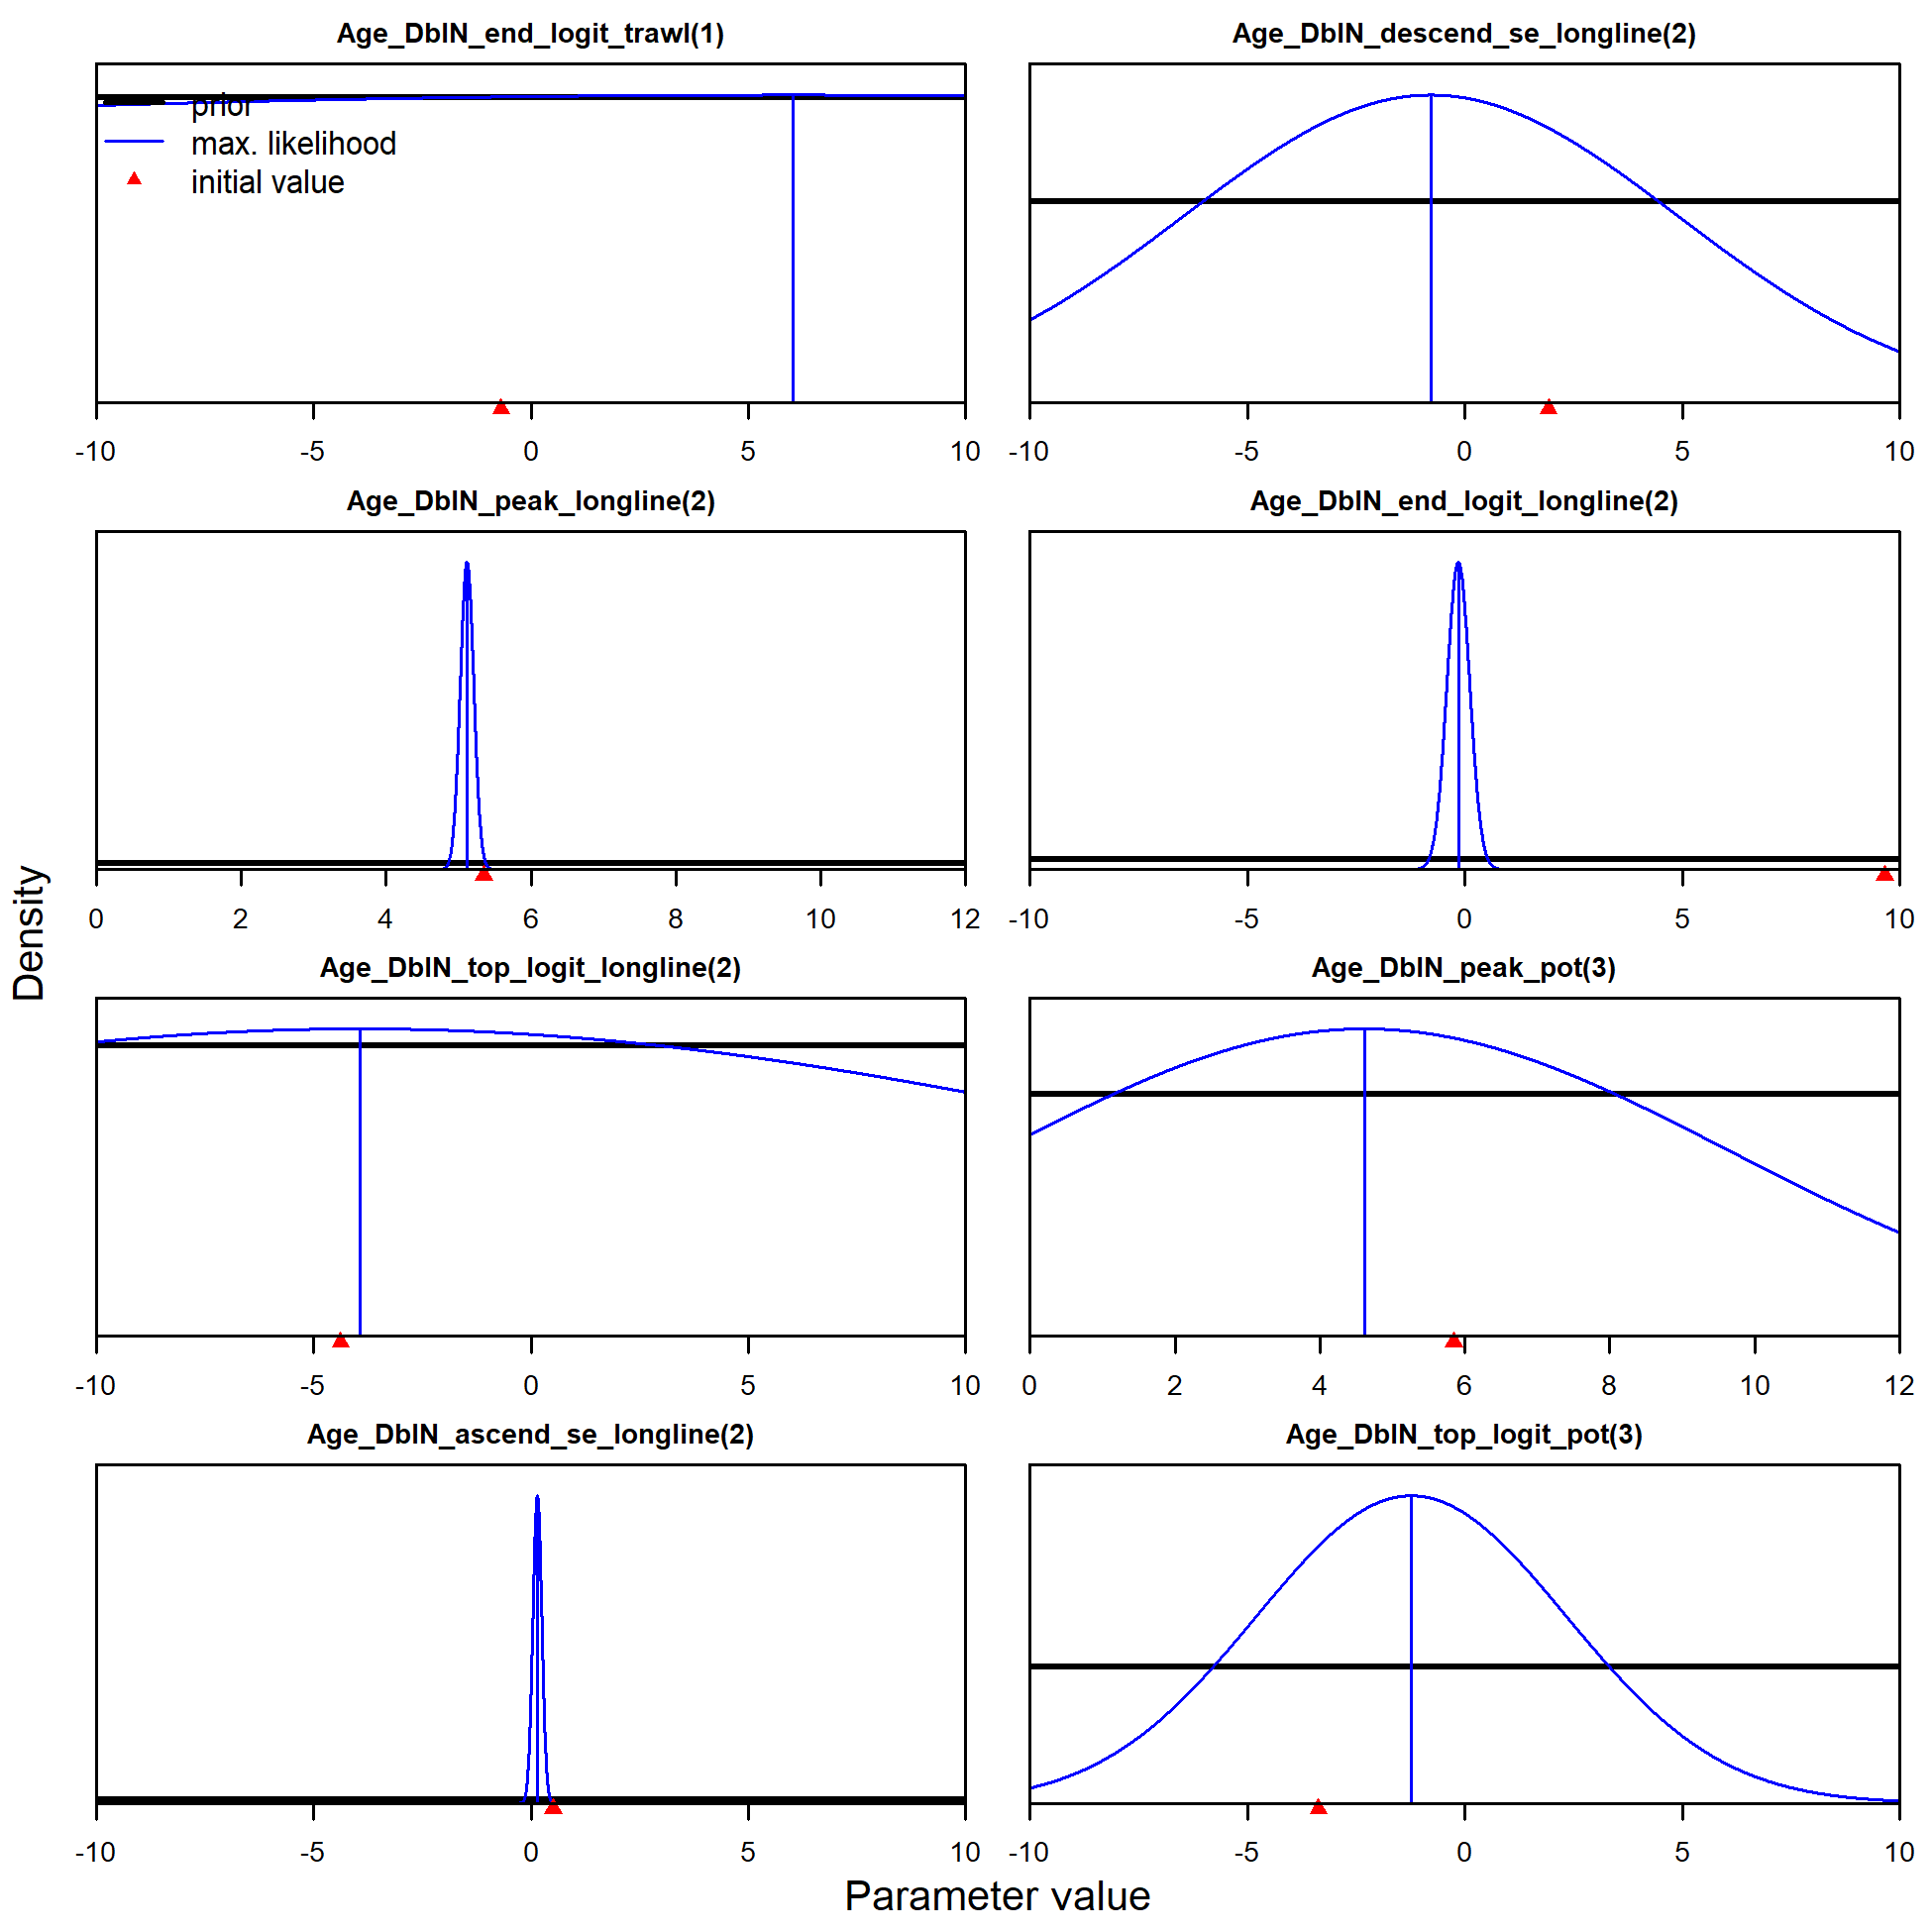 Age_DblN_end_logit_trawl(1)
prior
max. likelihood
initial value
-10 -5 0 5 10
Age_DblN_descend_se_longline(2)
-10 -5 0 5 10
Age_DblN_peak_longline(2)
0 2 4 6 8 10 12
Age_DblN_end_logit_longline(2)
-10 -5 0 5 10
Age_DblN_top_logit_longline(2)
-10 -5 0 5 10
Age_DblN_peak_pot(3)
0 2 4 6 8 10 12
Age_DblN_ascend_se_longline(2)
-10 -5 0 5 10
Age_DblN_top_logit_pot(3)
-10 -5 0 5 10
Density
Parameter value